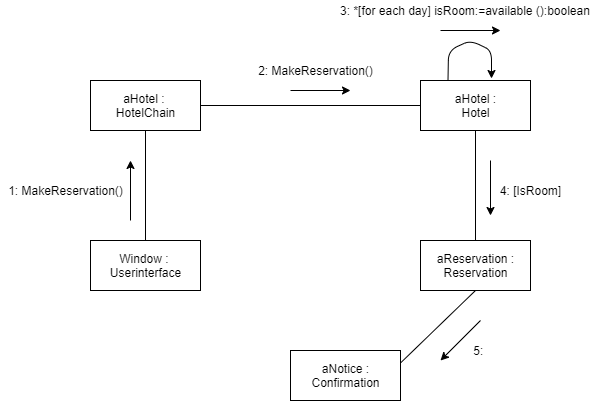 3: *[for each day] isRoom:=available ():boolean
2: MakeReservation()
aHotel :
HotelChain
aHotel :
Hotel
1: MakeReservation()
4: [IsRoom]
Window :
Userinterface
aReservation :
Reservation
5:
aNotice :
Confirmation